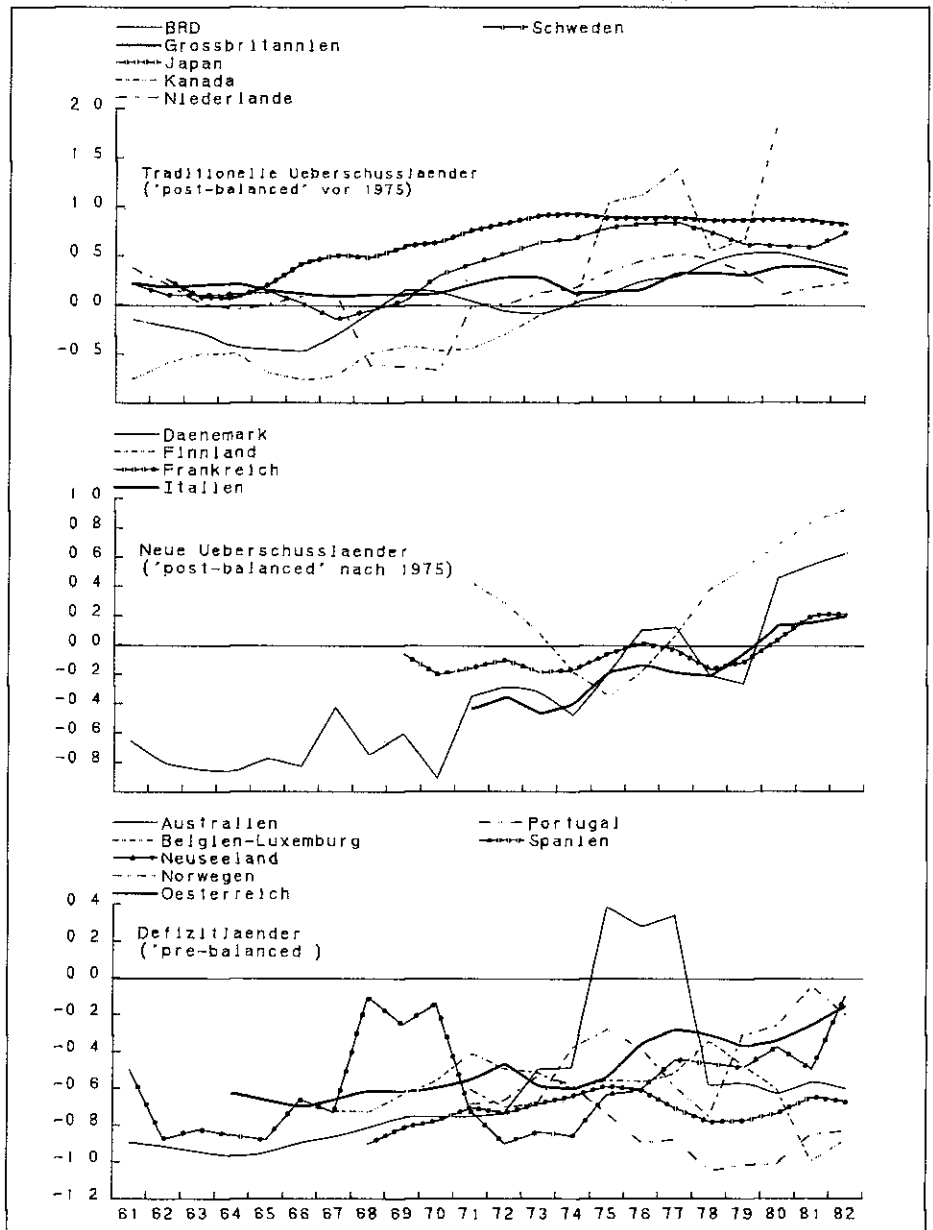 BRD Schweden
Grossbritannien
Japan
Kanada
Niederlande
2 0
1 5
Traditionelle Ueberschusslaender
('post-balanced' vor 1975)
1 0
0 5
0 0
-0 5
Daenemark
Finnland
Frankreich
Italien
1 0
0 8
0 6
Neue Ueberschusslaender
('post-balanced' nach 1975)
0 4
0 2
0 0
-0 2
-0 4
-0 6
-0 8
Australien Portugal
Belgien-Luxemburg Spanien
Neuseeland
Norwegen
Oesterreich
0 4
0 2
Defizitlaender
('pre-balanced )
0 0
-0 2
-0 4
-0 6
-0 8
-1 0
-1 2
61 62 63 64 65 66 67 68 69 70 71 72 73 74 75 76 77 78 79 80 81 82